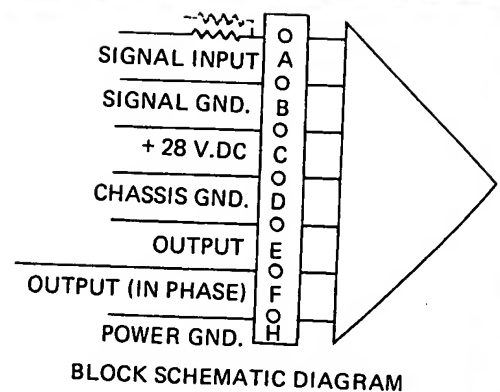 O
A
SIGNAL INPUT
O
B
SIGNAL GND.
O
C
+ 28 V.DC
O
D
CHASSIS GND.
O
E
OUTPUT
O
F
OUTPUT (IN PHASE)
O
H
POWER GND.
BLOCK SCHEMATIC DIAGRAM